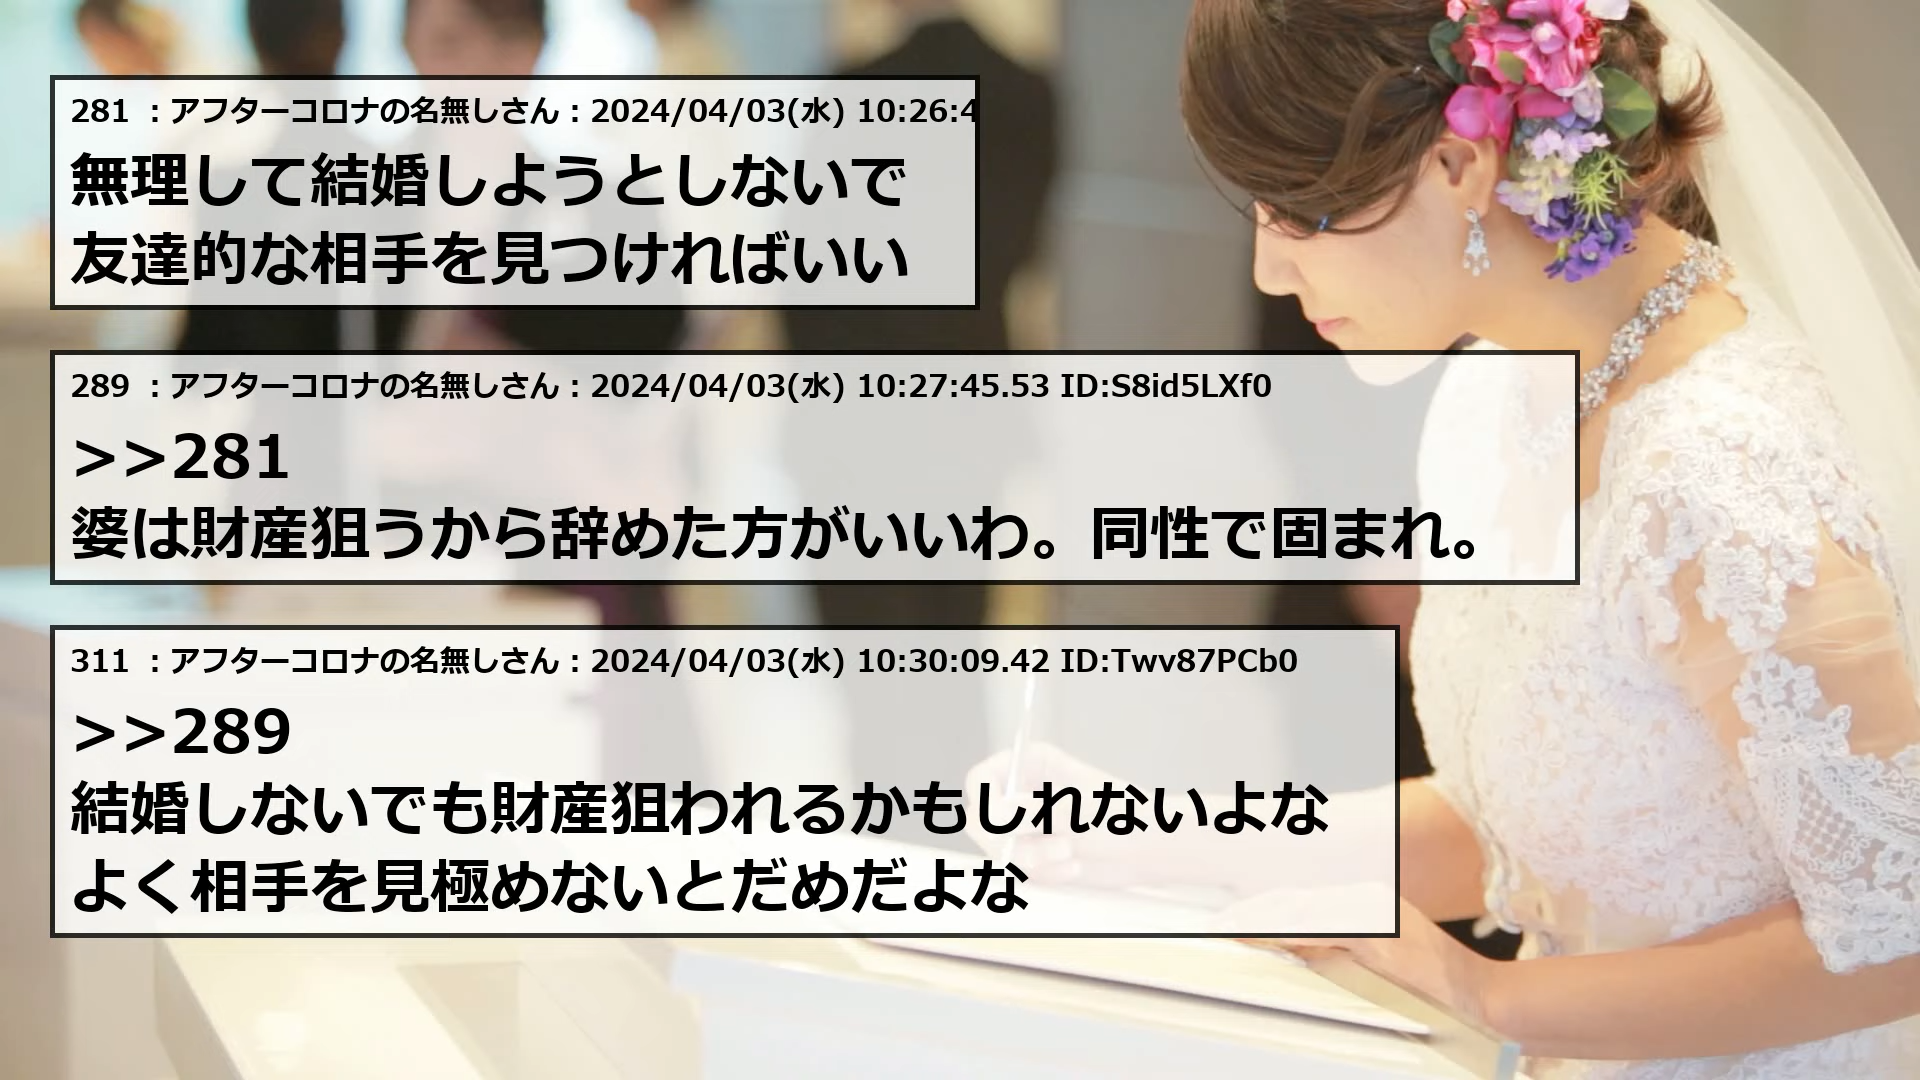 281 ：アフターコロナの名無しさん：2024/04/03(水) 10:26:4
無理して結婚しようとしないで
友達的な相手を見つければいい
289 ：アフターコロナの名無しさん：2024/04/03(水) 10:27:45.53 ID:S8id5LXf0
>>281
婆は財産狙うから辞めた方がいいわ。同性で固まれ。
311 ：アフターコロナの名無しさん：2024/04/03(水) 10:30:09.42 ID:Twv87PCb0
>>289
結婚しないでも財産狙われるかもしれないよな
よく相手を見極めないとだめだよな